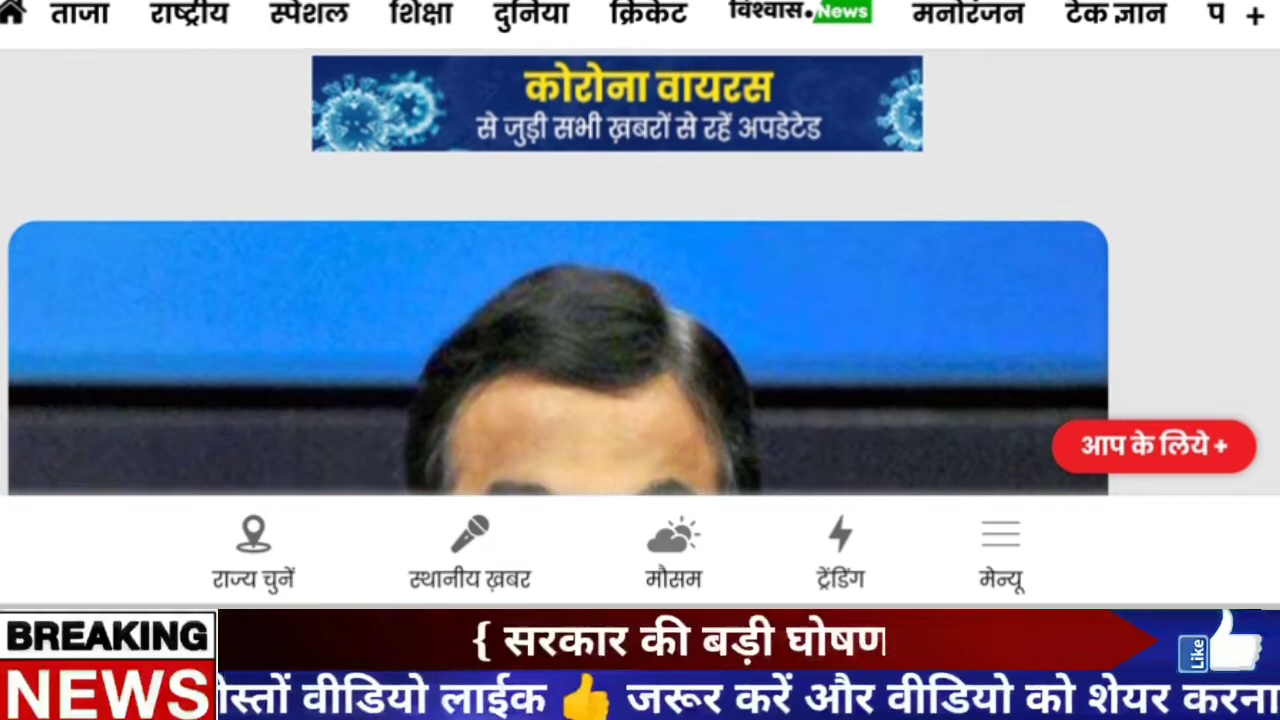 ताजा राष्ट्रीय स्पेशल शिक्षा दुनिया क्रिकेट विश्वास.News मनोरंजन टेक ज्ञान प +
कोरोना वायरस
से जुड़ी सभी ख़बरों से रहें अपडेटेड
आप के लिये +
राज्य चुनें स्थानीय ख़बर मौसम ट्रेंडिंग मेन्यू
BREAKING
NEWS
{ सरकार की बड़ी घोषण
Like
ोस्तों वीडियो लाईक 👍 जरूर करें और वीडियो को शेयर करना